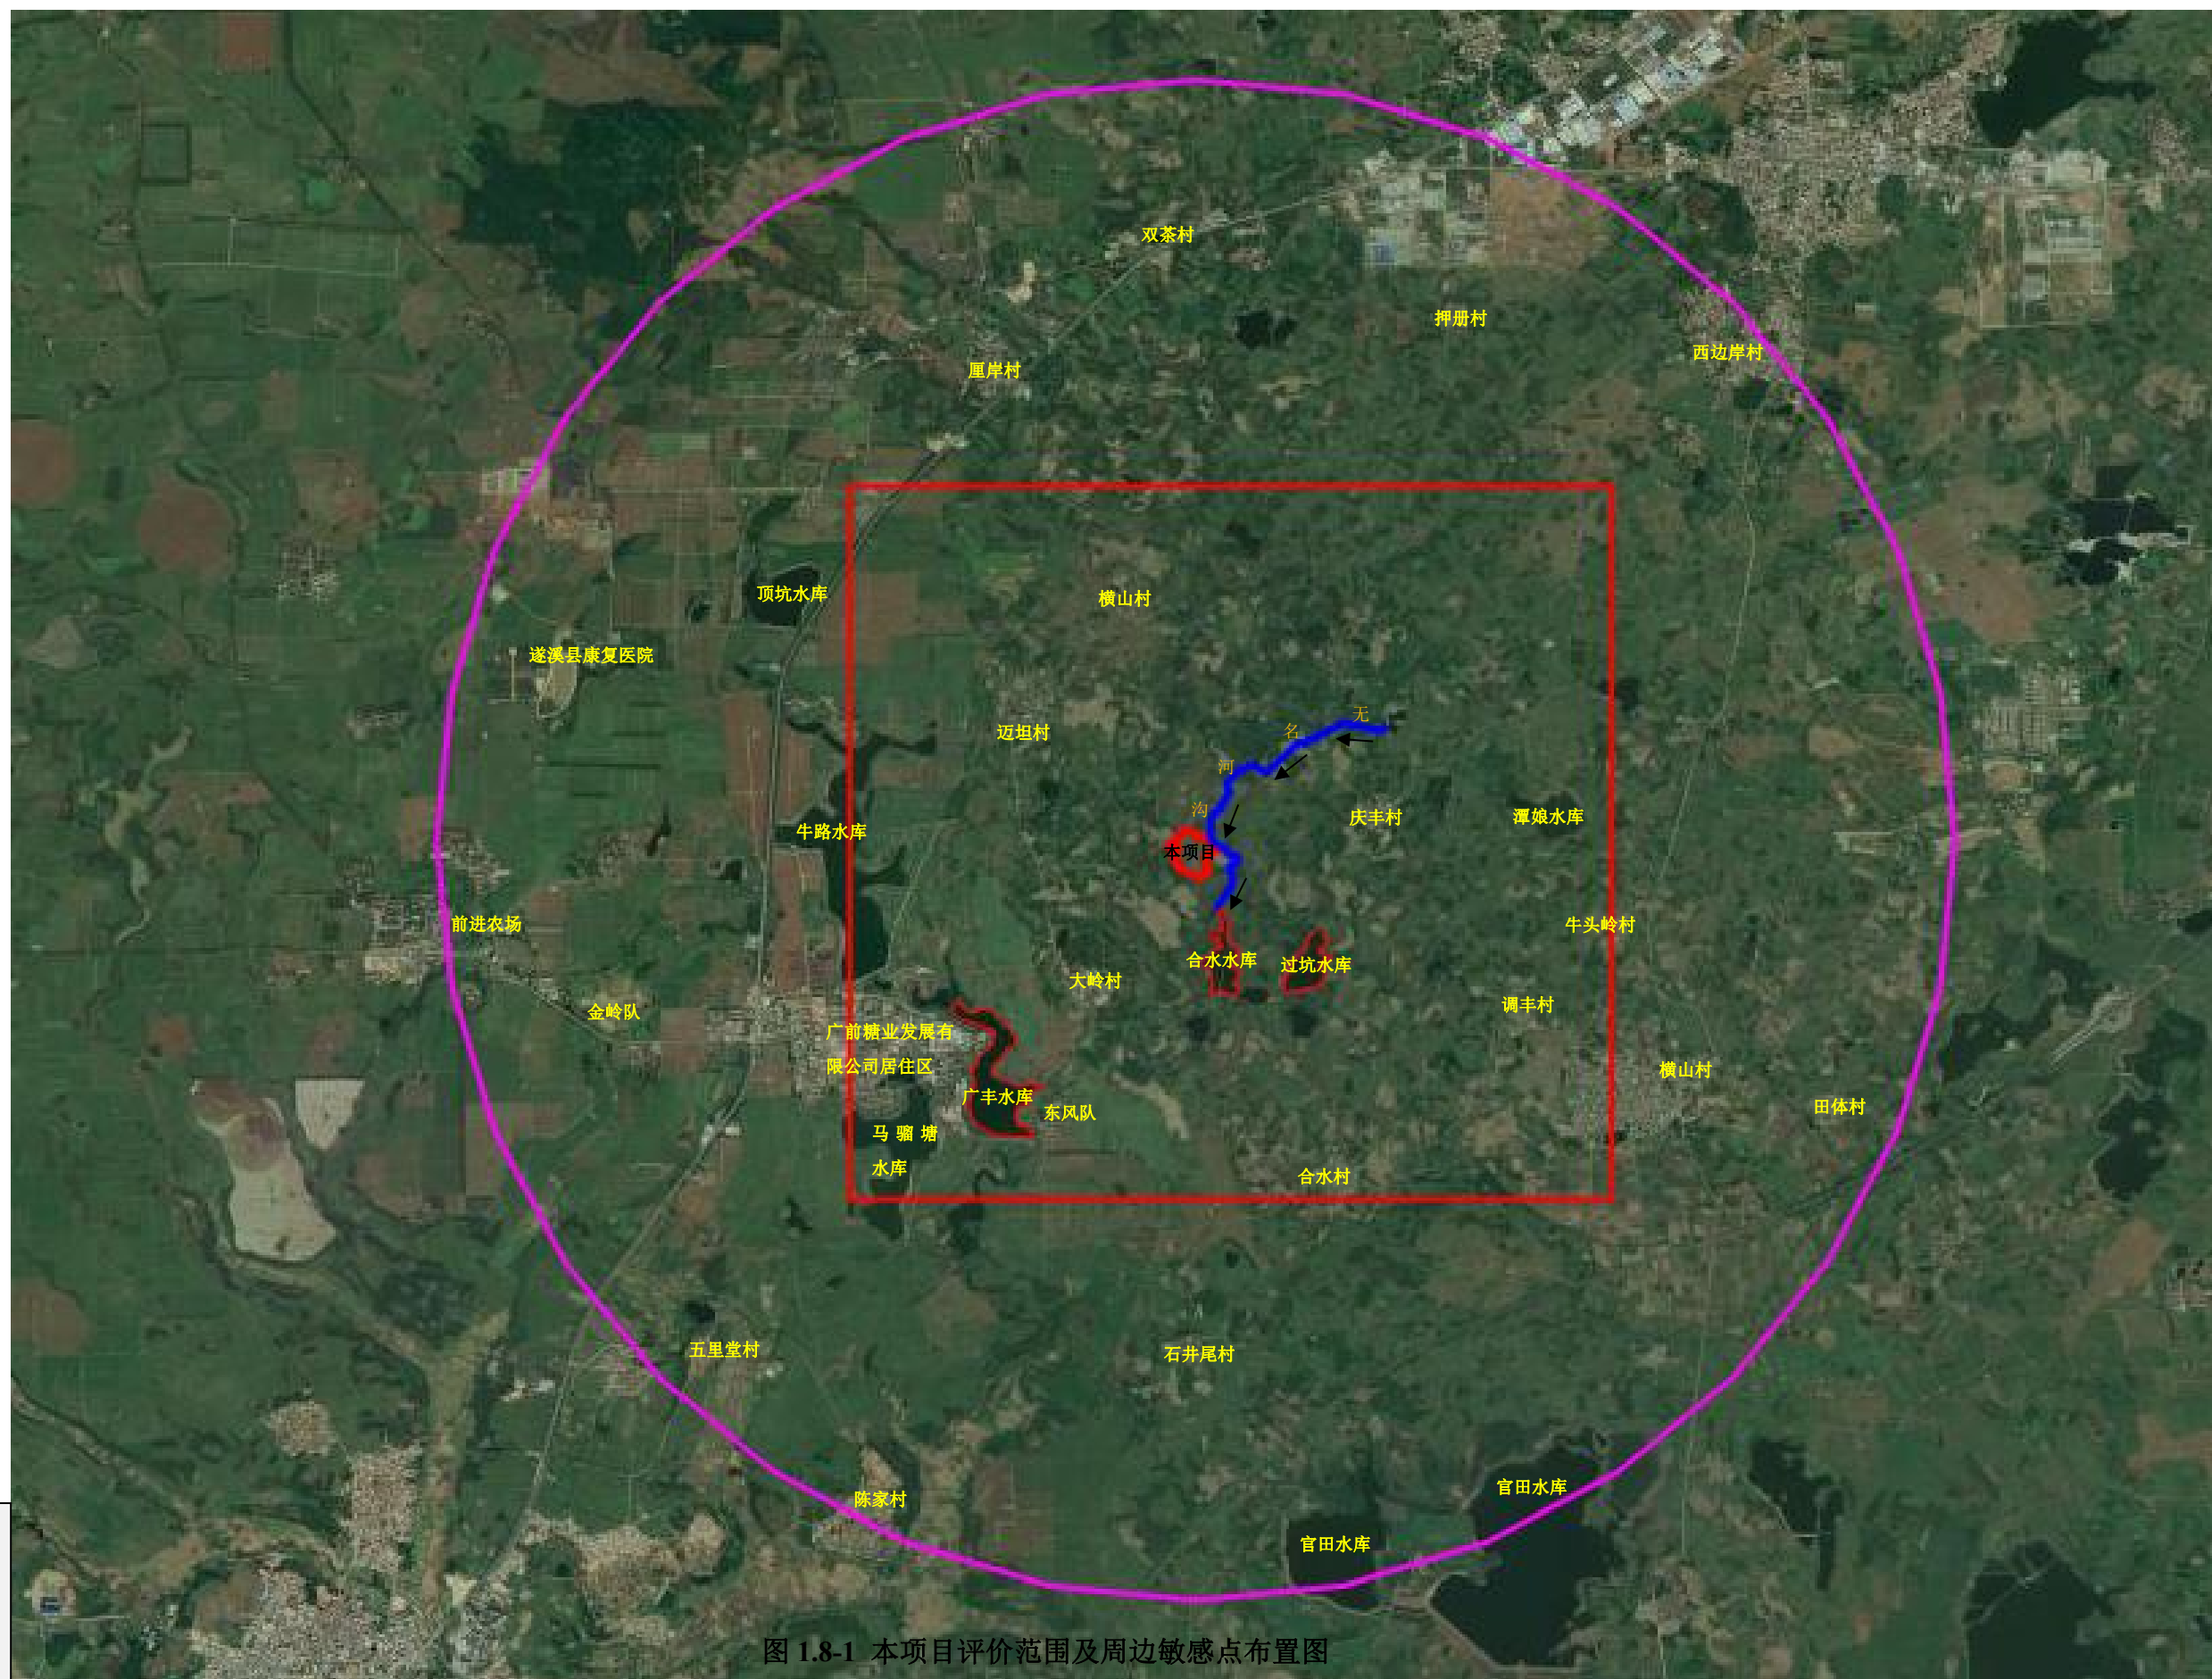 双茶村
押册村
西边岸村
厘岸村
顶坑水库
横山村
遂溪县康复医院
迈坦村
无
名
河
沟
庆丰村
潭娘水库
牛路水库
本项目
前进农场
牛头岭村
合水水库
过坑水库
大岭村
调丰村
金岭队
广前糖业发展有
限公司居住区
横山村
广丰水库
东风队
田体村
马 骝 塘
水库
合水村
五里堂村
石井尾村
官田水库
陈家村
官田水库
图 1.8-1 本项目评价范围及周边敏感点布置图